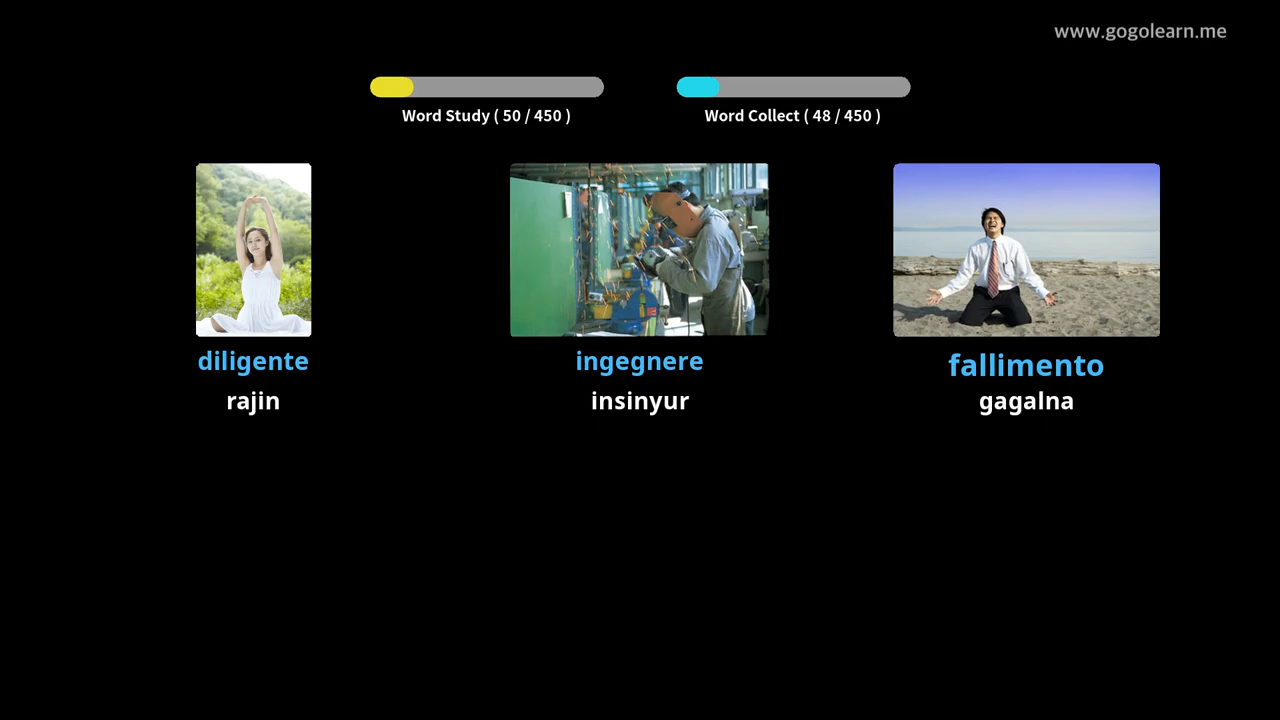 www.gogolearn.me
Word Study ( 50 / 450 )
Word Collect ( 48 / 450 )
diligente
ingegnere
fallimento
rajin
insinyur
gagalna